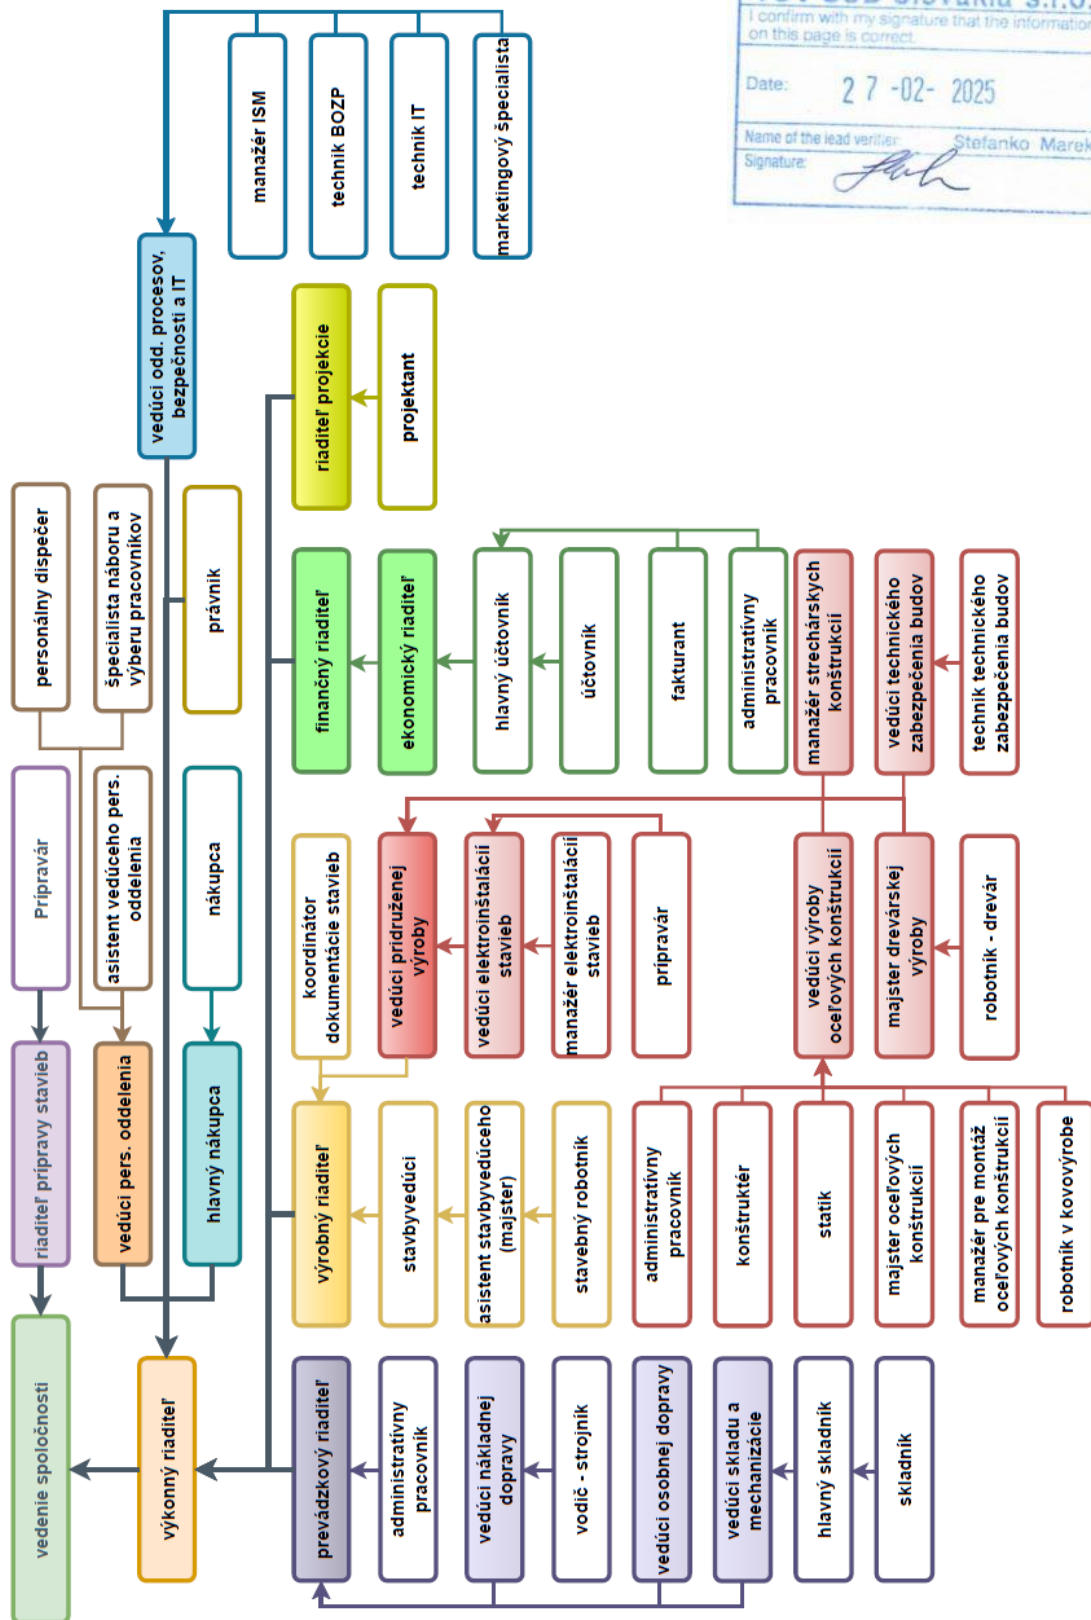 I confirm with my signature that the information
on this page is correct.
Date:
27 -02- 2025
Name of the lead verifier:
Stefanko Marek
Signature:
vedenie spoločnosti
riaditeľ prípravy stavieb
Prípravár
personálny dispečer
výkonný riaditeľ
vedúci pers. oddelenia
asistent vedúceho pers.
oddelenia
špecialista náboru a
výberu pracovníkov
vedúci odd. procesov,
bezpečnosti a IT
hlavný nákupca
nákupca
právnik
manažér ISM
technik BOZP
technik IT
marketingový špecialista
prevádzkový riaditeľ
výrobný riaditeľ
koordinátor
dokumentácie stavieb
finančný riaditeľ
riaditeľ projekcie
administratívny
pracovník
stavbyvedúci
vedúci pridruženej
výroby
ekonomický riaditeľ
projektant
vedúci nákladnej
dopravy
asistent stavbyvedúceho
(majster)
vedúci elektroinštalácií
stavieb
hlavný účtovník
vodič - strojník
stavebný robotník
manažér elektroinštalácií
stavieb
účtovník
vedúci osobnej dopravy
administratívny
pracovník
prípravár
fakturant
vedúci skladu a
mechanizácie
konštruktér
administratívny
pracovník
hlavný skladník
statik
vedúci výroby
oceľových konštrukcií
manažér strechárskych
konštrukcií
skladník
majster oceľových
konštrukcií
majster drevárskej
výroby
vedúci technického
zabezpečenia budov
manažér pre montáž
oceľových konštrukcií
robotník - drevár
technik technického
zabezpečenia budov
robotník v kovovýrobe